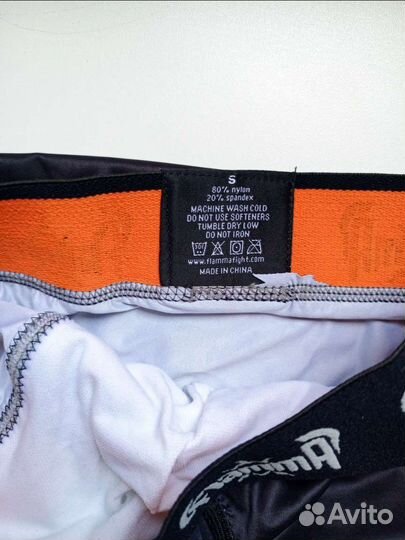 S
80% nylon
20% spandex
MACHINE WASH COLD
DO NOT USE SOFTENERS
TUMBLE DRY LOW
DO NOT IRON
www.flammafight.com
MADE IN CHINA
Avito